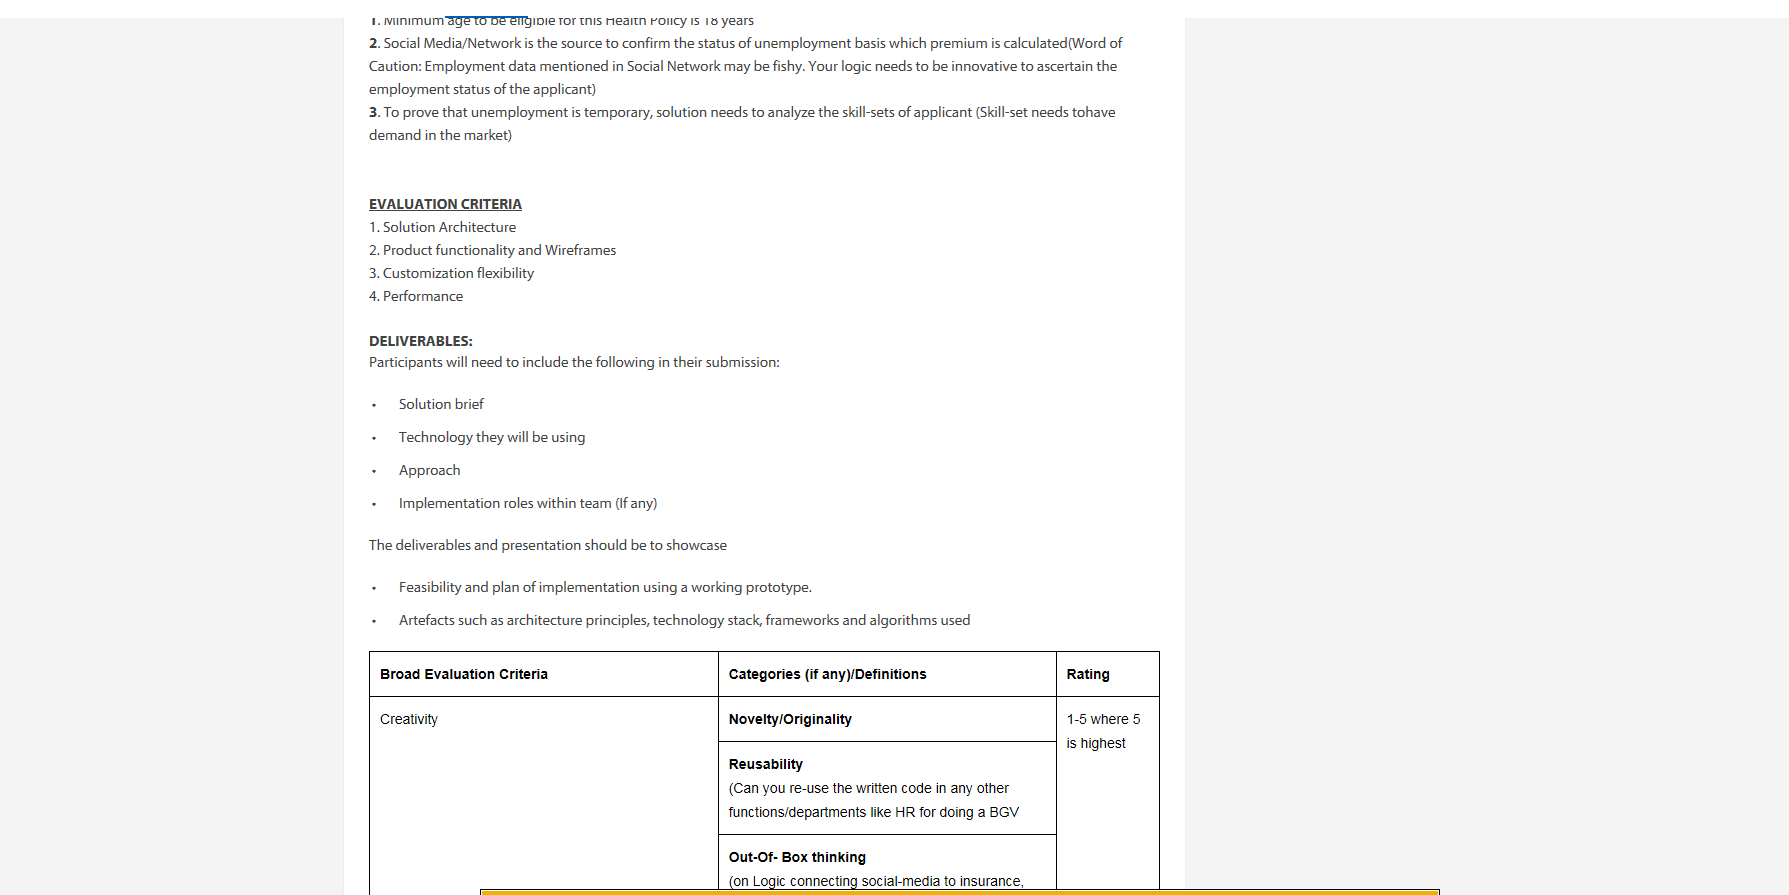 1. Minimum age to be eligible for this Health Policy is 18 years
2. Social Media/Network is the source to confirm the status of unemployment basis which premium is calculated(Word of
Caution: Employment data mentioned in Social Network may be fishy. Your logic needs to be innovative to ascertain the
employment status of the applicant)
3. To prove that unemployment is temporary, solution needs to analyze the skill-sets of applicant (Skill-set needs tohave
demand in the market)
EVALUATION CRITERIA
1. Solution Architecture
2. Product functionality and Wireframes
3. Customization flexibility
4. Performance
DELIVERABLES:
Participants will need to include the following in their submission:
• Solution brief
• Technology they will be using
• Approach
• Implementation roles within team (If any)
The deliverables and presentation should be to showcase
• Feasibility and plan of implementation using a working prototype.
• Artefacts such as architecture principles, technology stack, frameworks and algorithms used
Broad Evaluation Criteria
Categories (if any)/Definitions
Rating
Creativity
Novelty/Originality
1-5 where 5
is highest
Reusability
(Can you re-use the written code in any other
functions/departments like HR for doing a BGV
Out-Of- Box thinking
(on Logic connecting social-media to insurance,